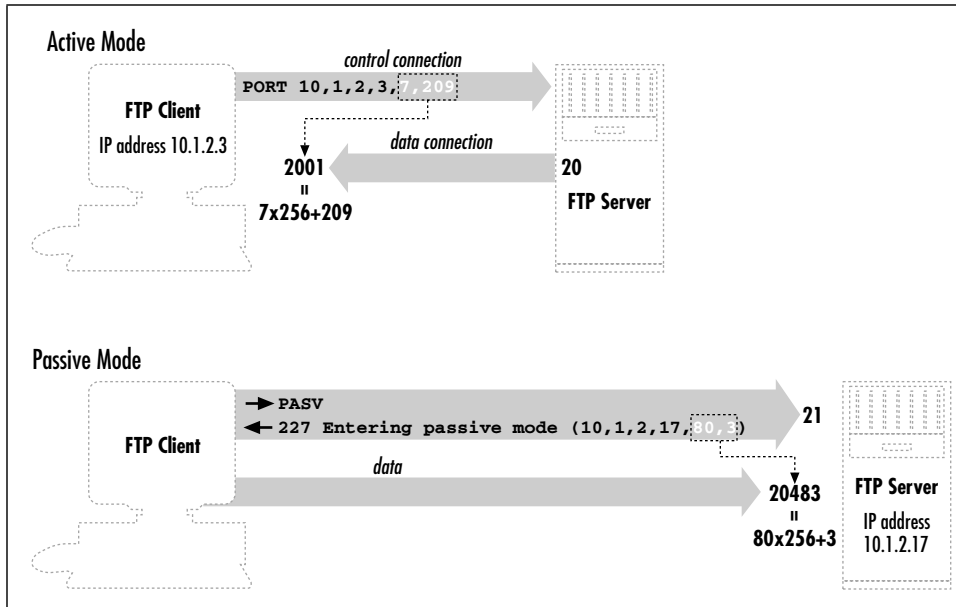 Active Mode
control connection
PORT 10,1,2,3,7,209
FTP Client
IP address 10.1.2.3
data connection
2001
20
=
7x256+209
FTP Server
Passive Mode
PASV
21
227 Entering passive mode (10,1,2,17,80,3)
FTP Client
data
20483
=
80x256+3
FTP Server
IP address
10.1.2.17